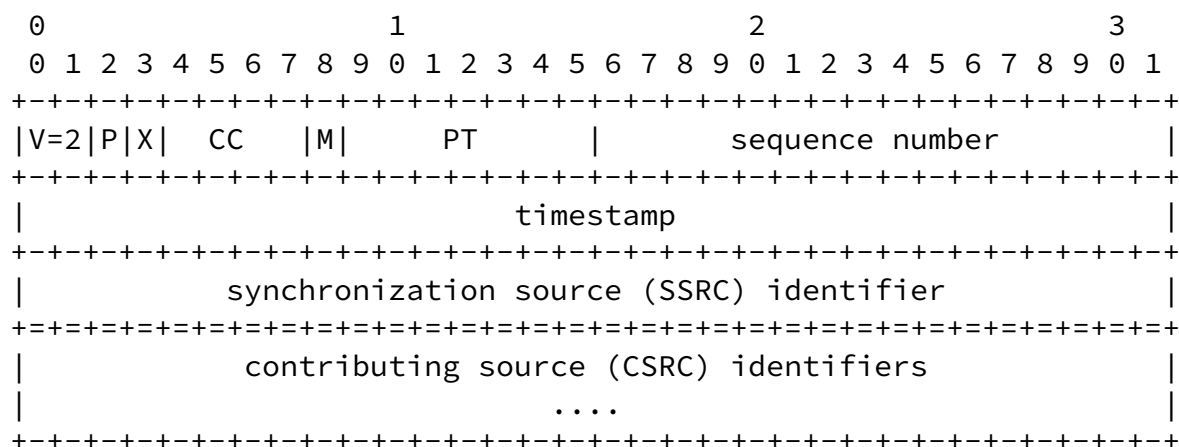 0                   1                   2                   3
 0 1 2 3 4 5 6 7 8 9 0 1 2 3 4 5 6 7 8 9 0 1 2 3 4 5 6 7 8 9 0 1
+-+-+-+-+-+-+-+-+-+-+-+-+-+-+-+-+-+-+-+-+-+-+-+-+-+-+-+-+-+-+-+-+
|V=2|P|X|  CC   |M|     PT      |       sequence number         |
+-+-+-+-+-+-+-+-+-+-+-+-+-+-+-+-+-+-+-+-+-+-+-+-+-+-+-+-+-+-+-+-+
|                           timestamp                           |
+-+-+-+-+-+-+-+-+-+-+-+-+-+-+-+-+-+-+-+-+-+-+-+-+-+-+-+-+-+-+-+-+
|           synchronization source (SSRC) identifier            |
+=+=+=+=+=+=+=+=+=+=+=+=+=+=+=+=+=+=+=+=+=+=+=+=+=+=+=+=+=+=+=+=+
|            contributing source (CSRC) identifiers             |
|                             ....                              |
+-+-+-+-+-+-+-+-+-+-+-+-+-+-+-+-+-+-+-+-+-+-+-+-+-+-+-+-+-+-+-+-+